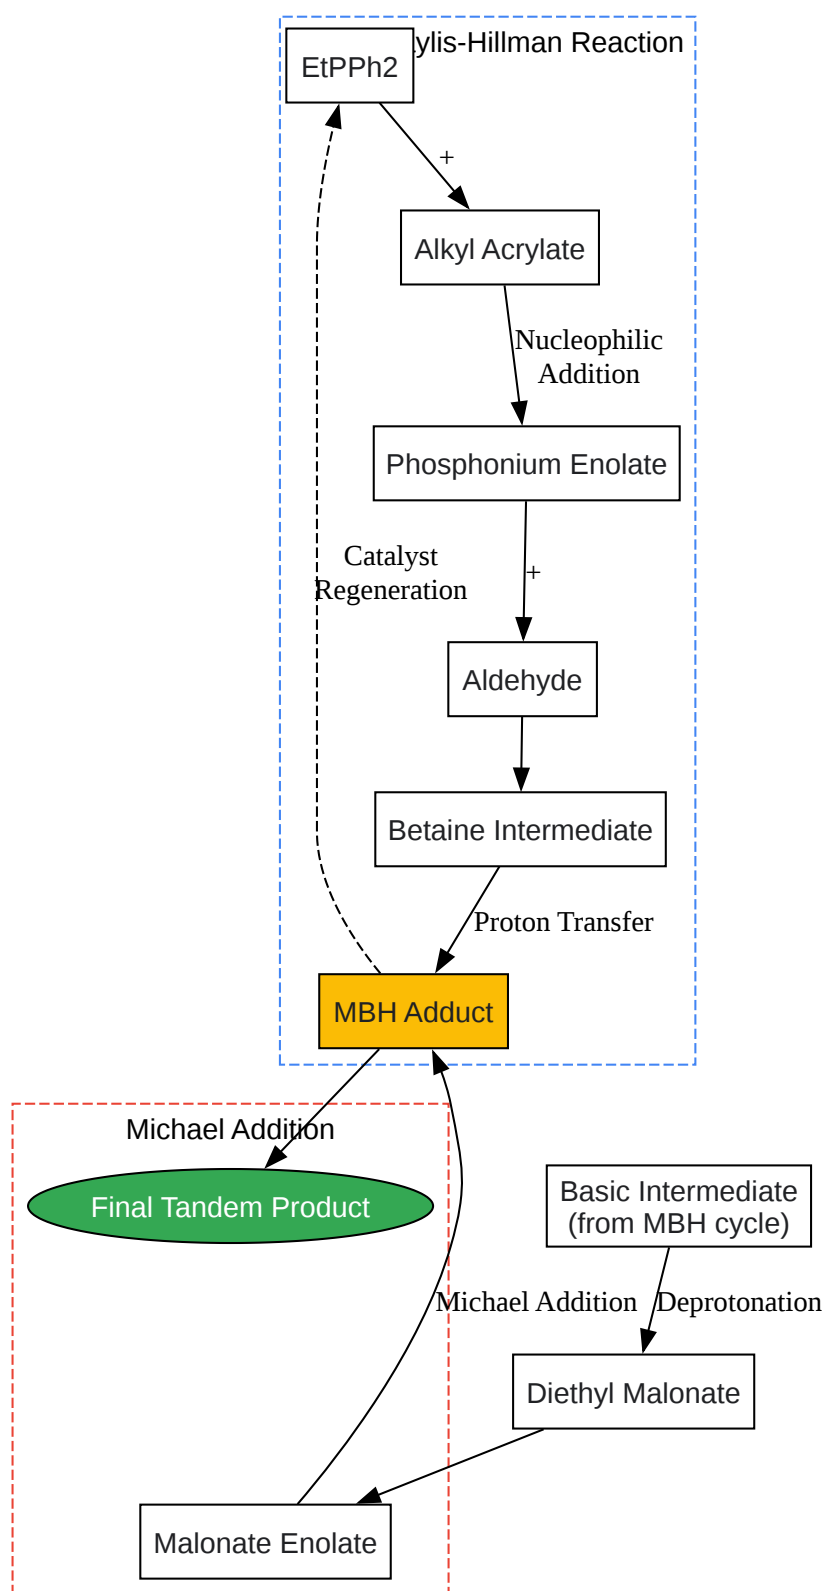 EtPPh2
ylis-Hillman Reaction
+
Alkyl Acrylate
Nucleophilic
Addition
Phosphonium Enolate
Catalyst
Regeneration
+
Aldehyde
Betaine Intermediate
Proton Transfer
MBH Adduct
Michael Addition
Final Tandem Product
Basic Intermediate
(from MBH cycle)
Michael Addition
Deprotonation
Diethyl Malonate
Malonate Enolate